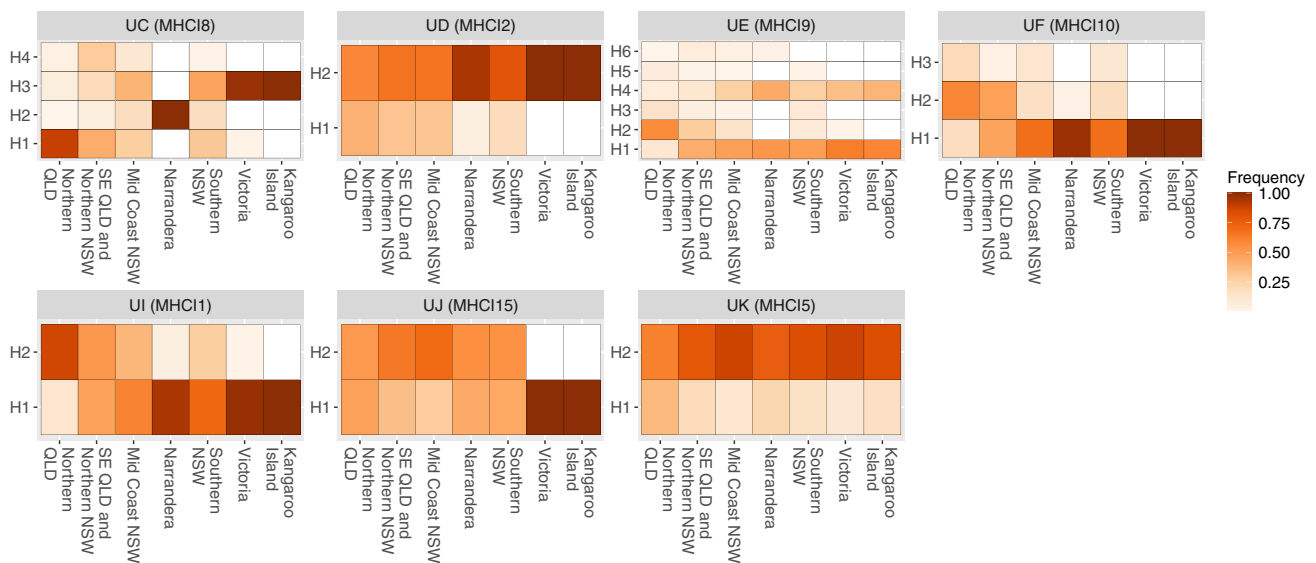 UC (MHCI8)
H4
H3
H2
H1
Northern
QLD
SE QLD and
Northern NSW
Mid Coast NSW
Narrandera
Southern
NSW
Victoria
Kangaroo
Island
UD (MHCI2)
H2
H1
Northern
QLD
SE QLD and
Northern NSW
Mid Coast NSW
Narrandera
Southern
NSW
Victoria
Kangaroo
Island
UE (MHCI9)
H6
H5
H4
H3
H2
H1
Northern
QLD
SE QLD and
Northern NSW
Mid Coast NSW
Narrandera
Southern
NSW
Victoria
Kangaroo
Island
UF (MHCI10)
H3
H2
H1
Northern
QLD
SE QLD and
Northern NSW
Mid Coast NSW
Narrandera
Southern
NSW
Victoria
Kangaroo
Island
Frequency
1.00
0.75
0.50
0.25
UI (MHCI1)
H2
H1
Northern
QLD
SE QLD and
Northern NSW
Mid Coast NSW
Narrandera
Southern
NSW
Victoria
Kangaroo
Island
UJ (MHCI15)
H2
H1
Northern
QLD
SE QLD and
Northern NSW
Mid Coast NSW
Narrandera
Southern
NSW
Victoria
Kangaroo
Island
UK (MHCI5)
H2
H1
Northern
QLD
SE QLD and
Northern NSW
Mid Coast NSW
Narrandera
Southern
NSW
Victoria
Kangaroo
Island